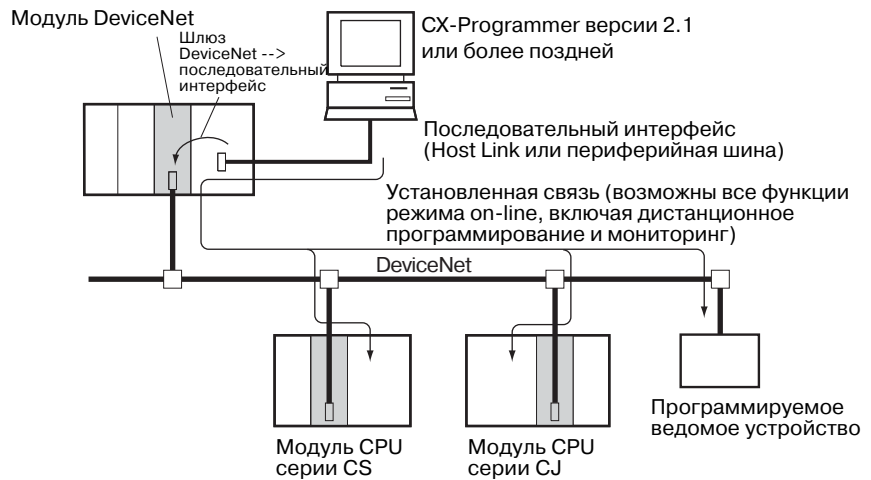 Модуль DeviceNet
Шлюз
DeviceNet -->
последовательный
интерфейс
CX-Programmer версии 2.1
или более поздней
Последовательный интерфейс
(Host Link или периферийная шина)
Установленная связь (возможны все функции
режима on-line, включая дистанционное
программирование и мониторинг)
DeviceNet
Модуль CPU
серии CS
Модуль CPU
серии CJ
Программируемое
ведомое устройство